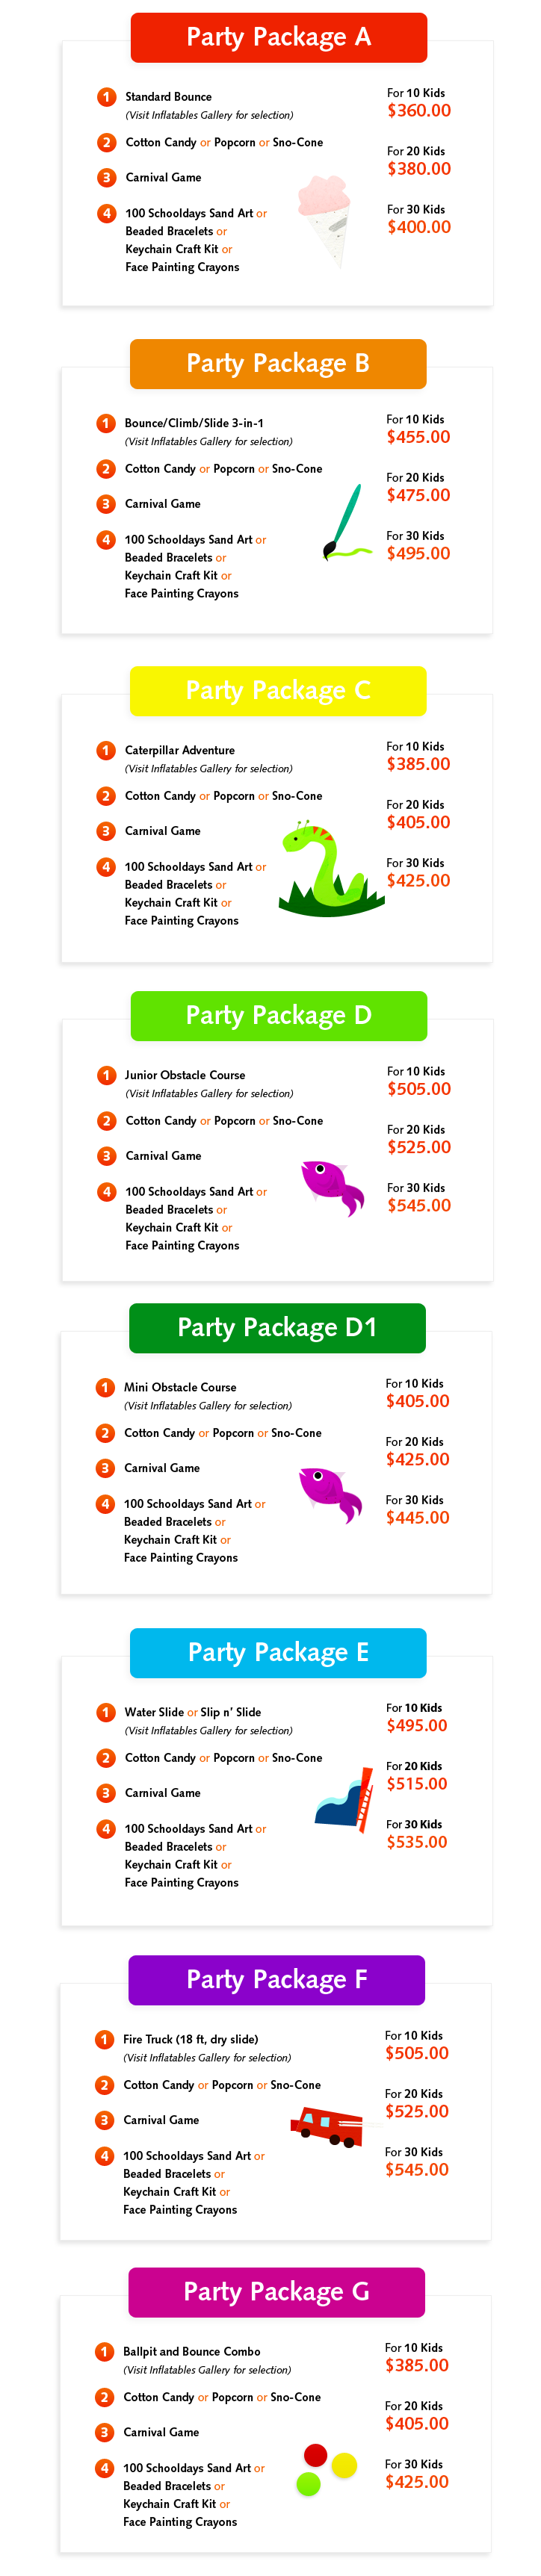 Party Package A
1 Standard Bounce
(Visit Inflatables Gallery for selection)
2 Cotton Candy or Popcorn or Sno-Cone
3 Carnival Game
4 100 Schooldays Sand Art or
Beaded Bracelets or
Keychain Craft Kit or
Face Painting Crayons
For 10 Kids
$360.00
For 20 Kids
$380.00
For 30 Kids
$400.00
Party Package B
1 Bounce/Climb/Slide 3-in-1
(Visit Inflatables Gallery for selection)
2 Cotton Candy or Popcorn or Sno-Cone
3 Carnival Game
4 100 Schooldays Sand Art or
Beaded Bracelets or
Keychain Craft Kit or
Face Painting Crayons
For 10 Kids
$455.00
For 20 Kids
$475.00
For 30 Kids
$495.00
Party Package C
1 Caterpillar Adventure
(Visit Inflatables Gallery for selection)
2 Cotton Candy or Popcorn or Sno-Cone
3 Carnival Game
4 100 Schooldays Sand Art or
Beaded Bracelets or
Keychain Craft Kit or
Face Painting Crayons
For 10 Kids
$385.00
For 20 Kids
$405.00
For 30 Kids
$425.00
Party Package D
1 Junior Obstacle Course
(Visit Inflatables Gallery for selection)
2 Cotton Candy or Popcorn or Sno-Cone
3 Carnival Game
4 100 Schooldays Sand Art or
Beaded Bracelets or
Keychain Craft Kit or
Face Painting Crayons
For 10 Kids
$505.00
For 20 Kids
$525.00
For 30 Kids
$545.00
Party Package D1
1 Mini Obstacle Course
(Visit Inflatables Gallery for selection)
2 Cotton Candy or Popcorn or Sno-Cone
3 Carnival Game
4 100 Schooldays Sand Art or
Beaded Bracelets or
Keychain Craft Kit or
Face Painting Crayons
For 10 Kids
$405.00
For 20 Kids
$425.00
For 30 Kids
$445.00
Party Package E
1 Water Slide or Slip n' Slide
(Visit Inflatables Gallery for selection)
2 Cotton Candy or Popcorn or Sno-Cone
3 Carnival Game
4 100 Schooldays Sand Art or
Beaded Bracelets or
Keychain Craft Kit or
Face Painting Crayons
For 10 Kids
$495.00
For 20 Kids
$515.00
For 30 Kids
$535.00
Party Package F
1 Fire Truck (18 ft, dry slide)
(Visit Inflatables Gallery for selection)
2 Cotton Candy or Popcorn or Sno-Cone
3 Carnival Game
4 100 Schooldays Sand Art or
Beaded Bracelets or
Keychain Craft Kit or
Face Painting Crayons
For 10 Kids
$505.00
For 20 Kids
$525.00
For 30 Kids
$545.00
Party Package G
1 Ballpit and Bounce Combo
(Visit Inflatables Gallery for selection)
2 Cotton Candy or Popcorn or Sno-Cone
3 Carnival Game
4 100 Schooldays Sand Art or
Beaded Bracelets or
Keychain Craft Kit or
Face Painting Crayons
For 10 Kids
$385.00
For 20 Kids
$405.00
For 30 Kids
$425.00